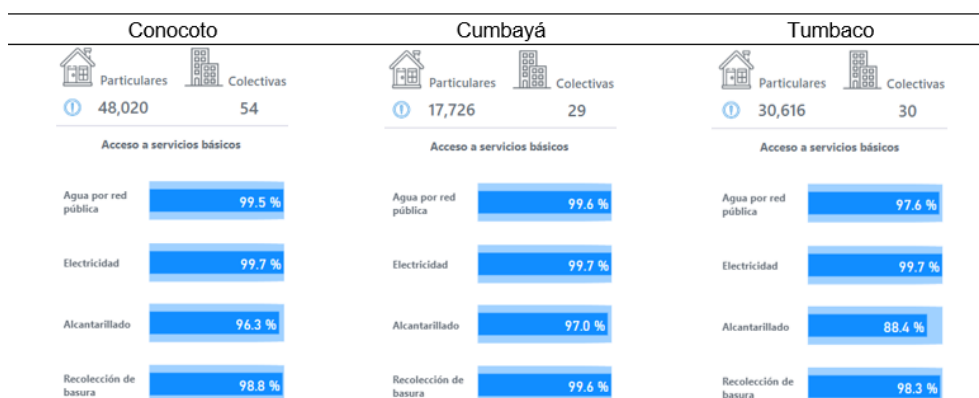 Conocoto Cumbayá Tumbaco
Particulares Colectivas Particulares Colectivas Particulares Colectivas
48,020 54 17,726 29 30,616 30
Acceso a servicios básicos Acceso a servicios básicos Acceso a servicios básicos
Agua por red
pública
99.5 %
Agua por red
pública
99.6 %
Agua por red
pública
97.6 %
Electricidad 99.7 % Electricidad 99.7 % Electricidad 99.7 %
Alcantarillado 96.3 % Alcantarillado 97.0 % Alcantarillado 88.4 %
Recolección de
basura
98.8 %
Recolección de
basura
99.6 %
Recolección de
basura
98.3 %